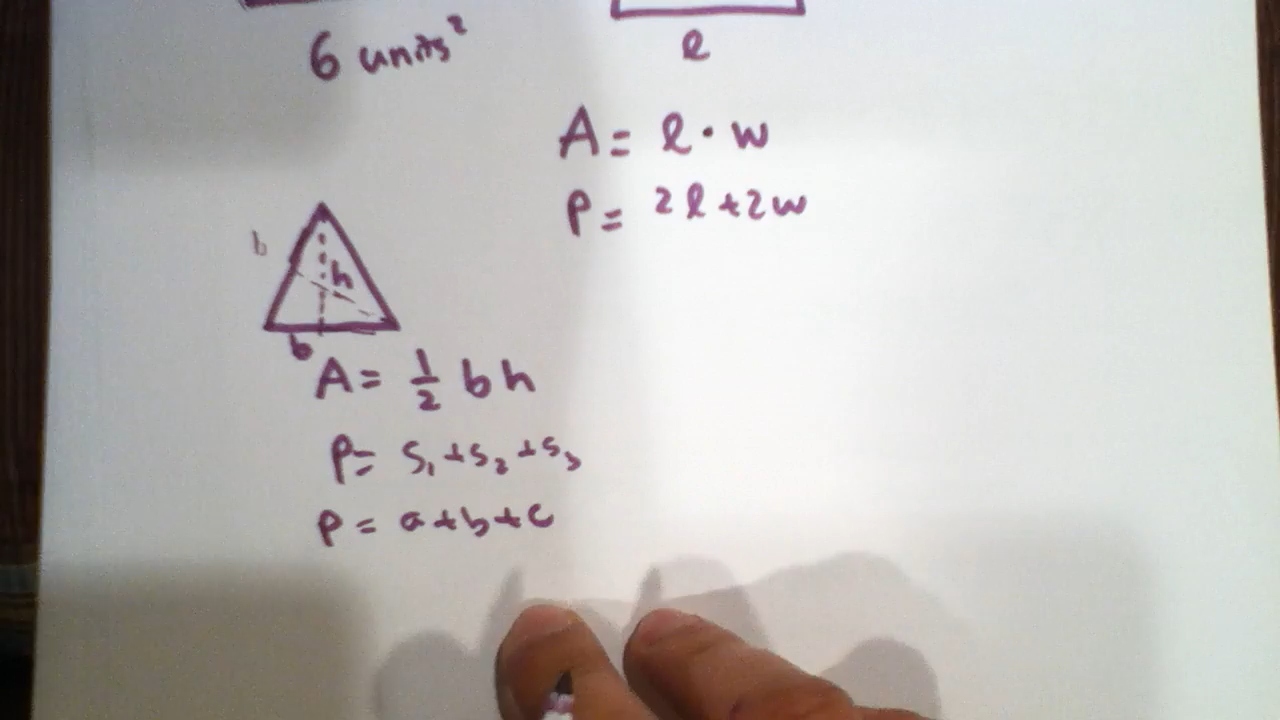 6 units²
l
A = l · w
P = 2l + 2w
b
h
b
A = 1/2 b h
P = S₁ + S₂ + S₃
P = a + b + c